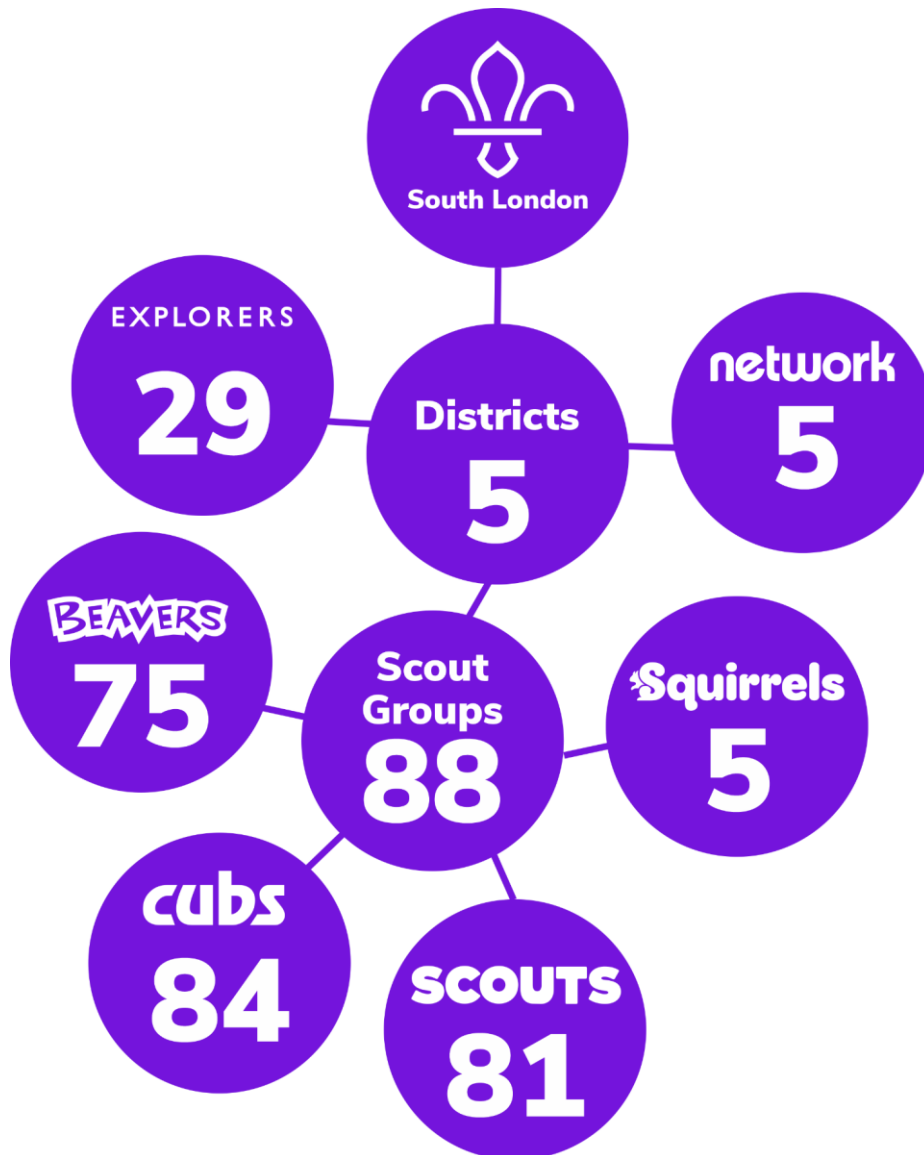 South London
EXPLORERS
29
Districts
5
network
5
BEAVERS
75
Scout
Groups
88
Squirrels
5
cubs
84
SCOUTS
81